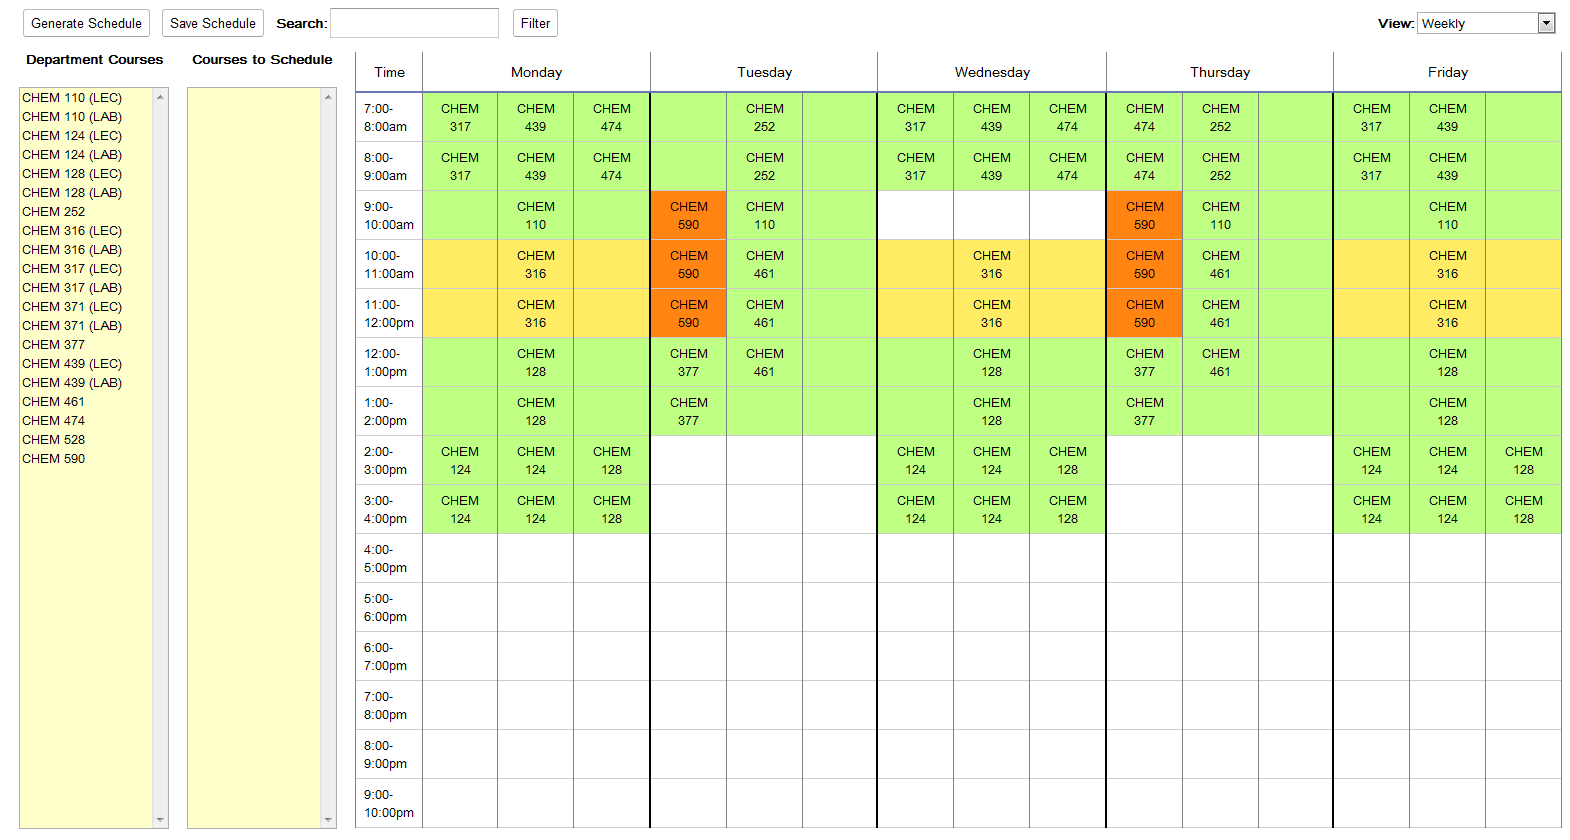 Generate Schedule Save Schedule Search: Filter View: Weekly
Department Courses Courses to Schedule
CHEM 110 (LEC)
CHEM 110 (LAB)
CHEM 124 (LEC)
CHEM 124 (LAB)
CHEM 128 (LEC)
CHEM 128 (LAB)
CHEM 252
CHEM 316 (LEC)
CHEM 316 (LAB)
CHEM 317 (LEC)
CHEM 317 (LAB)
CHEM 371 (LEC)
CHEM 371 (LAB)
CHEM 377
CHEM 439 (LEC)
CHEM 439 (LAB)
CHEM 461
CHEM 474
CHEM 528
CHEM 590
Time Monday Tuesday Wednesday Thursday Friday
7:00- CHEM CHEM CHEM CHEM CHEM CHEM CHEM CHEM CHEM CHEM CHEM
8:00am 317 439 474 252 317 439 474 474 252 317 439
8:00- CHEM CHEM CHEM CHEM CHEM CHEM CHEM CHEM CHEM CHEM CHEM
9:00am 317 439 474 252 317 439 474 474 252 317 439
9:00- CHEM CHEM CHEM CHEM CHEM CHEM
10:00am 110 590 110 590 110 110
10:00- CHEM CHEM CHEM CHEM CHEM CHEM CHEM
11:00am 316 590 461 316 590 461 316
11:00- CHEM CHEM CHEM CHEM CHEM CHEM CHEM
12:00pm 316 590 461 316 590 461 316
12:00- CHEM CHEM CHEM CHEM CHEM CHEM CHEM
1:00pm 128 377 461 128 377 461 128
1:00- CHEM CHEM CHEM CHEM CHEM
2:00pm 128 377 128 377 128
2:00- CHEM CHEM CHEM CHEM CHEM CHEM CHEM CHEM CHEM
3:00pm 124 124 128 124 124 128 124 124 128
3:00- CHEM CHEM CHEM CHEM CHEM CHEM CHEM CHEM CHEM
4:00pm 124 124 128 124 124 128 124 124 128
4:00-
5:00pm
5:00-
6:00pm
6:00-
7:00pm
7:00-
8:00pm
8:00-
9:00pm
9:00-
10:00pm